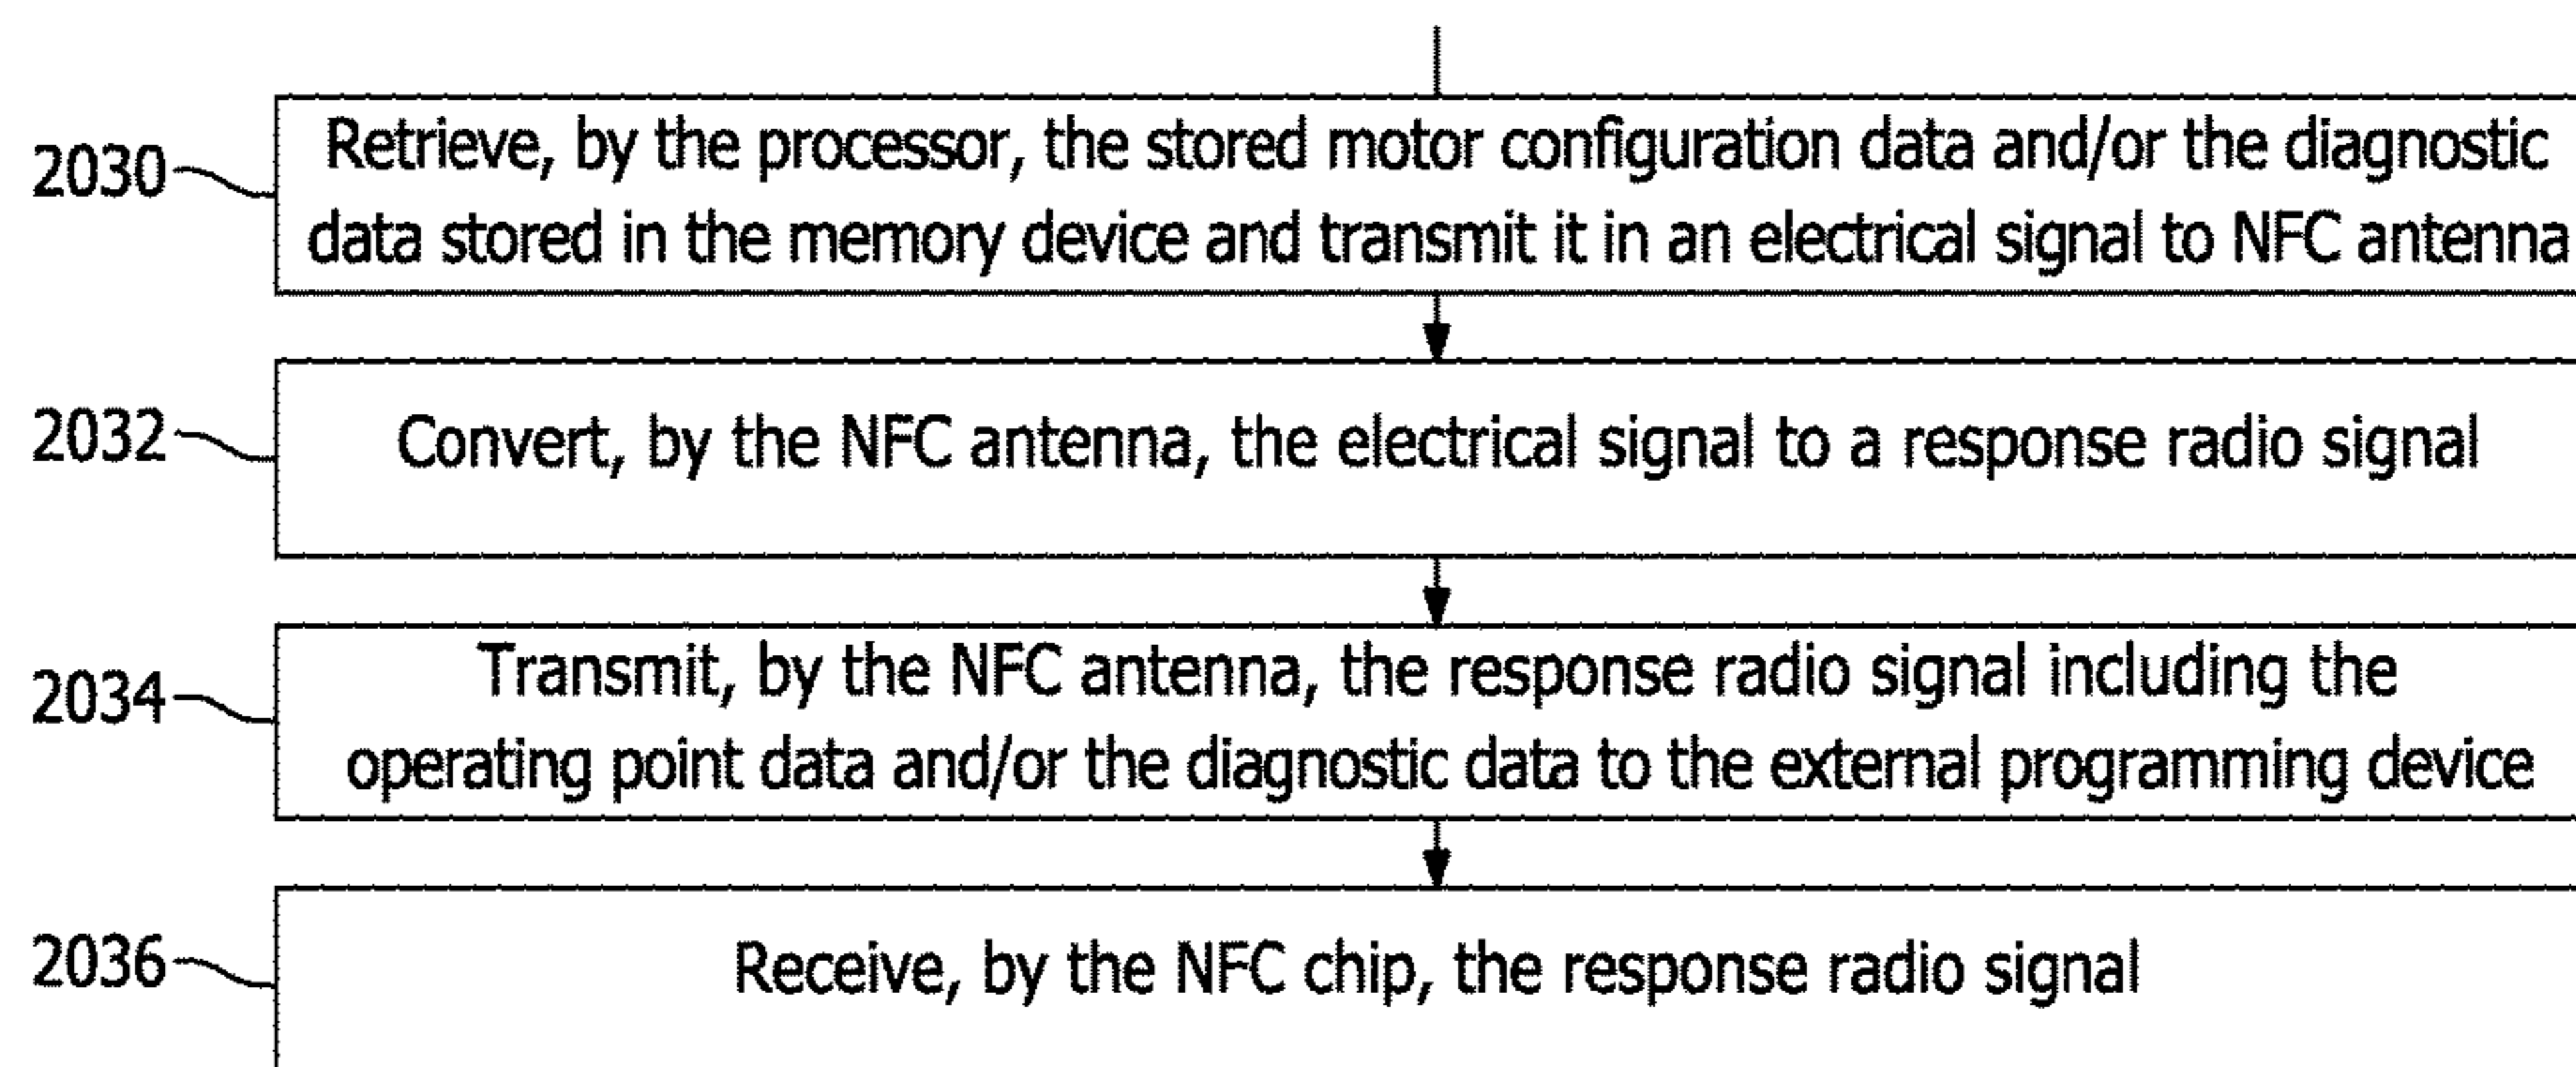 2030
Retrieve, by the processor, the stored motor configuration data and/or the diagnostic
data stored in the memory device and transmit it in an electrical signal to NFC antenna
2032
Convert, by the NFC antenna, the electrical signal to a response radio signal
2034
Transmit, by the NFC antenna, the response radio signal including the
operating point data and/or the diagnostic data to the external programming device
2036
Receive, by the NFC chip, the response radio signal